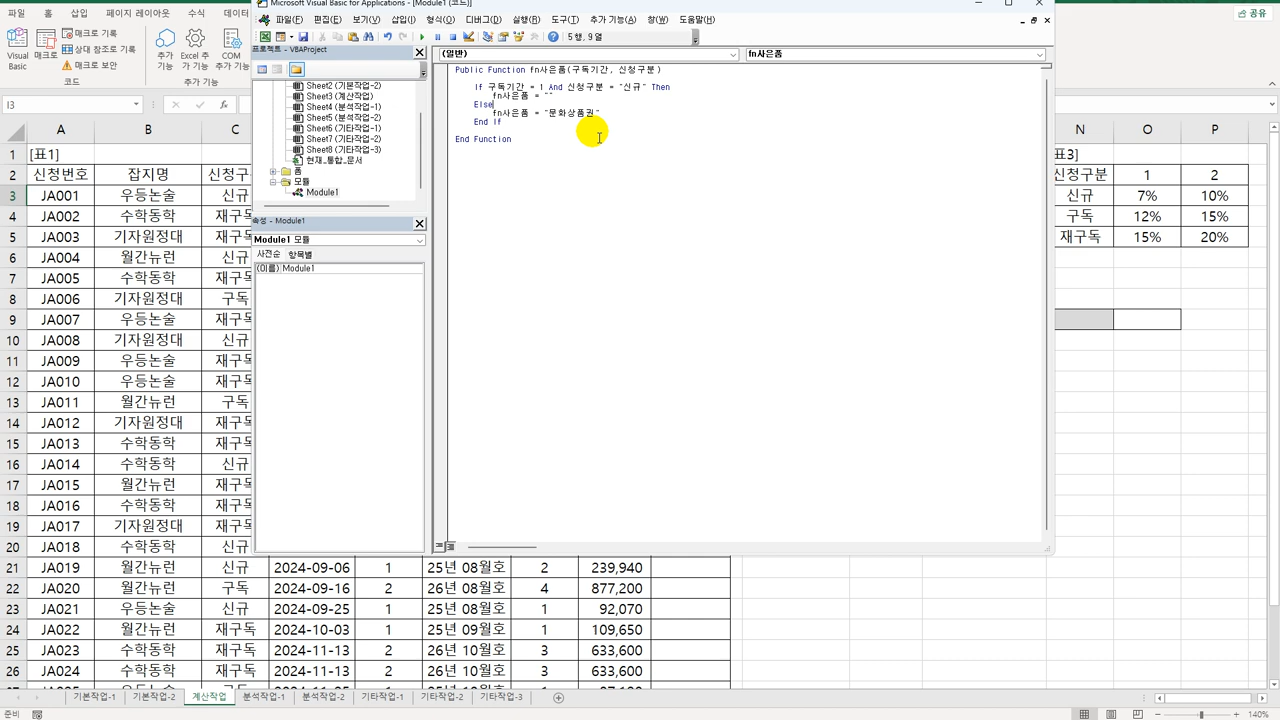 Microsoft Visual Basic for Applications - [Module1 (코드)]
파일(F) 편집(E) 보기(V) 삽입(I) 형식(O) 디버그(D) 실행(R) 도구(T) 추가 기능(A) 창(W) 도움말(H)
홈 삽입 페이지 레이아웃 수식 데이터
공유
Visual Basic
매크로
매크로 기록
상대 참조로 기록
매크로 보안
코드
추가 기능
Excel 추가 기능
COM 추가 기능
추가 기능
5 행, 9 열
프로젝트 - VBAProject
Sheet2 (기본작업-2)
Sheet3 (계산작업)
Sheet4 (분석작업-1)
Sheet5 (분석작업-2)
Sheet6 (기타작업-1)
Sheet7 (기타작업-2)
Sheet8 (기타작업-3)
현재_통합_문서
폼
모듈
Module1
속성 - Module1
Module1 모듈
사전순 항목별
(이름) Module1
(일반) fn사은품
Public Function fn사은품(구독기간, 신청구분)
If 구독기간 = 1 And 신청구분 = "신규" Then
fn사은품 = ""
Else
fn사은품 = "문화상품권"
End If
End Function
I3
A B C N O P
1 [표1] 표3]
2 신청번호 잡지명 신청구 신청구분 1 2
3 JA001 우등논술 신규 신규 7% 10%
4 JA002 수학동학 재구독 구독 12% 15%
5 JA003 기자원정대 재구독 재구독 15% 20%
6 JA004 월간뉴런 신규
7 JA005 수학동학 재구독
8 JA006 기자원정대 구독
9 JA007 우등논술 재구독
10 JA008 기자원정대 신규
11 JA009 우등논술 재구독
12 JA010 우등논술 재구독
13 JA011 월간뉴런 구독
14 JA012 기자원정대 재구독
15 JA013 수학동학 재구독
16 JA014 수학동학 신규
17 JA015 월간뉴런 재구독
18 JA016 수학동학 재구독
19 JA017 기자원정대 재구독
20 JA018 수학동학 신규
21 JA019 월간뉴런 신규 2024-09-06 1 25년 08월호 2 239,940
22 JA020 월간뉴런 구독 2024-09-16 2 26년 08월호 4 877,200
23 JA021 우등논술 신규 2024-09-25 1 25년 08월호 1 92,070
24 JA022 월간뉴런 재구독 2024-10-03 1 25년 09월호 1 109,650
25 JA023 수학동학 재구독 2024-11-13 2 26년 10월호 3 633,600
26 JA024 수학동학 재구독 2024-11-13 2 26년 10월호 3 633,600
기본작업-1 기본작업-2 계산작업 분석작업-1 분석작업-2 기타작업-1 기타작업-2 기타작업-3
준비
140%